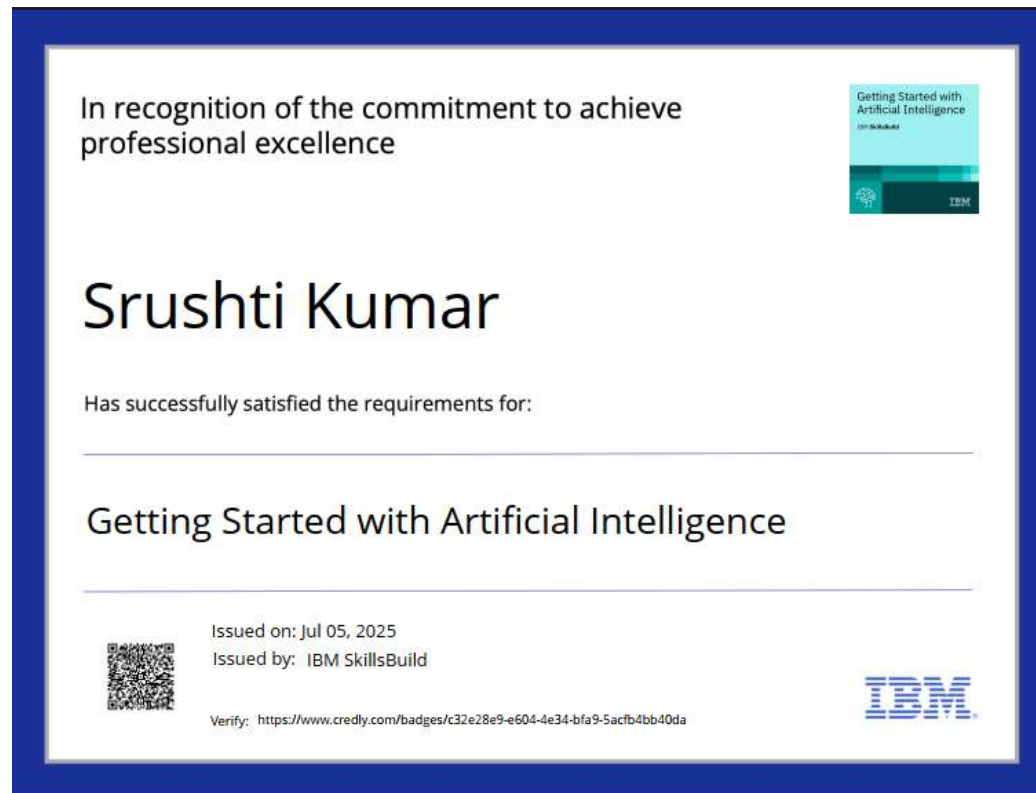 In recognition of the commitment to achieve
professional excellence
Getting Started with
Artificial Intelligence
IBM SkillsBuild
IBM
Srushti Kumar
Has successfully satisfied the requirements for:
Getting Started with Artificial Intelligence
Issued on: Jul 05, 2025
Issued by: IBM SkillsBuild
Verify: https://www.credly.com/badges/c32e28e9-e604-4e34-bfa9-5acfb4bb40da
IBM.